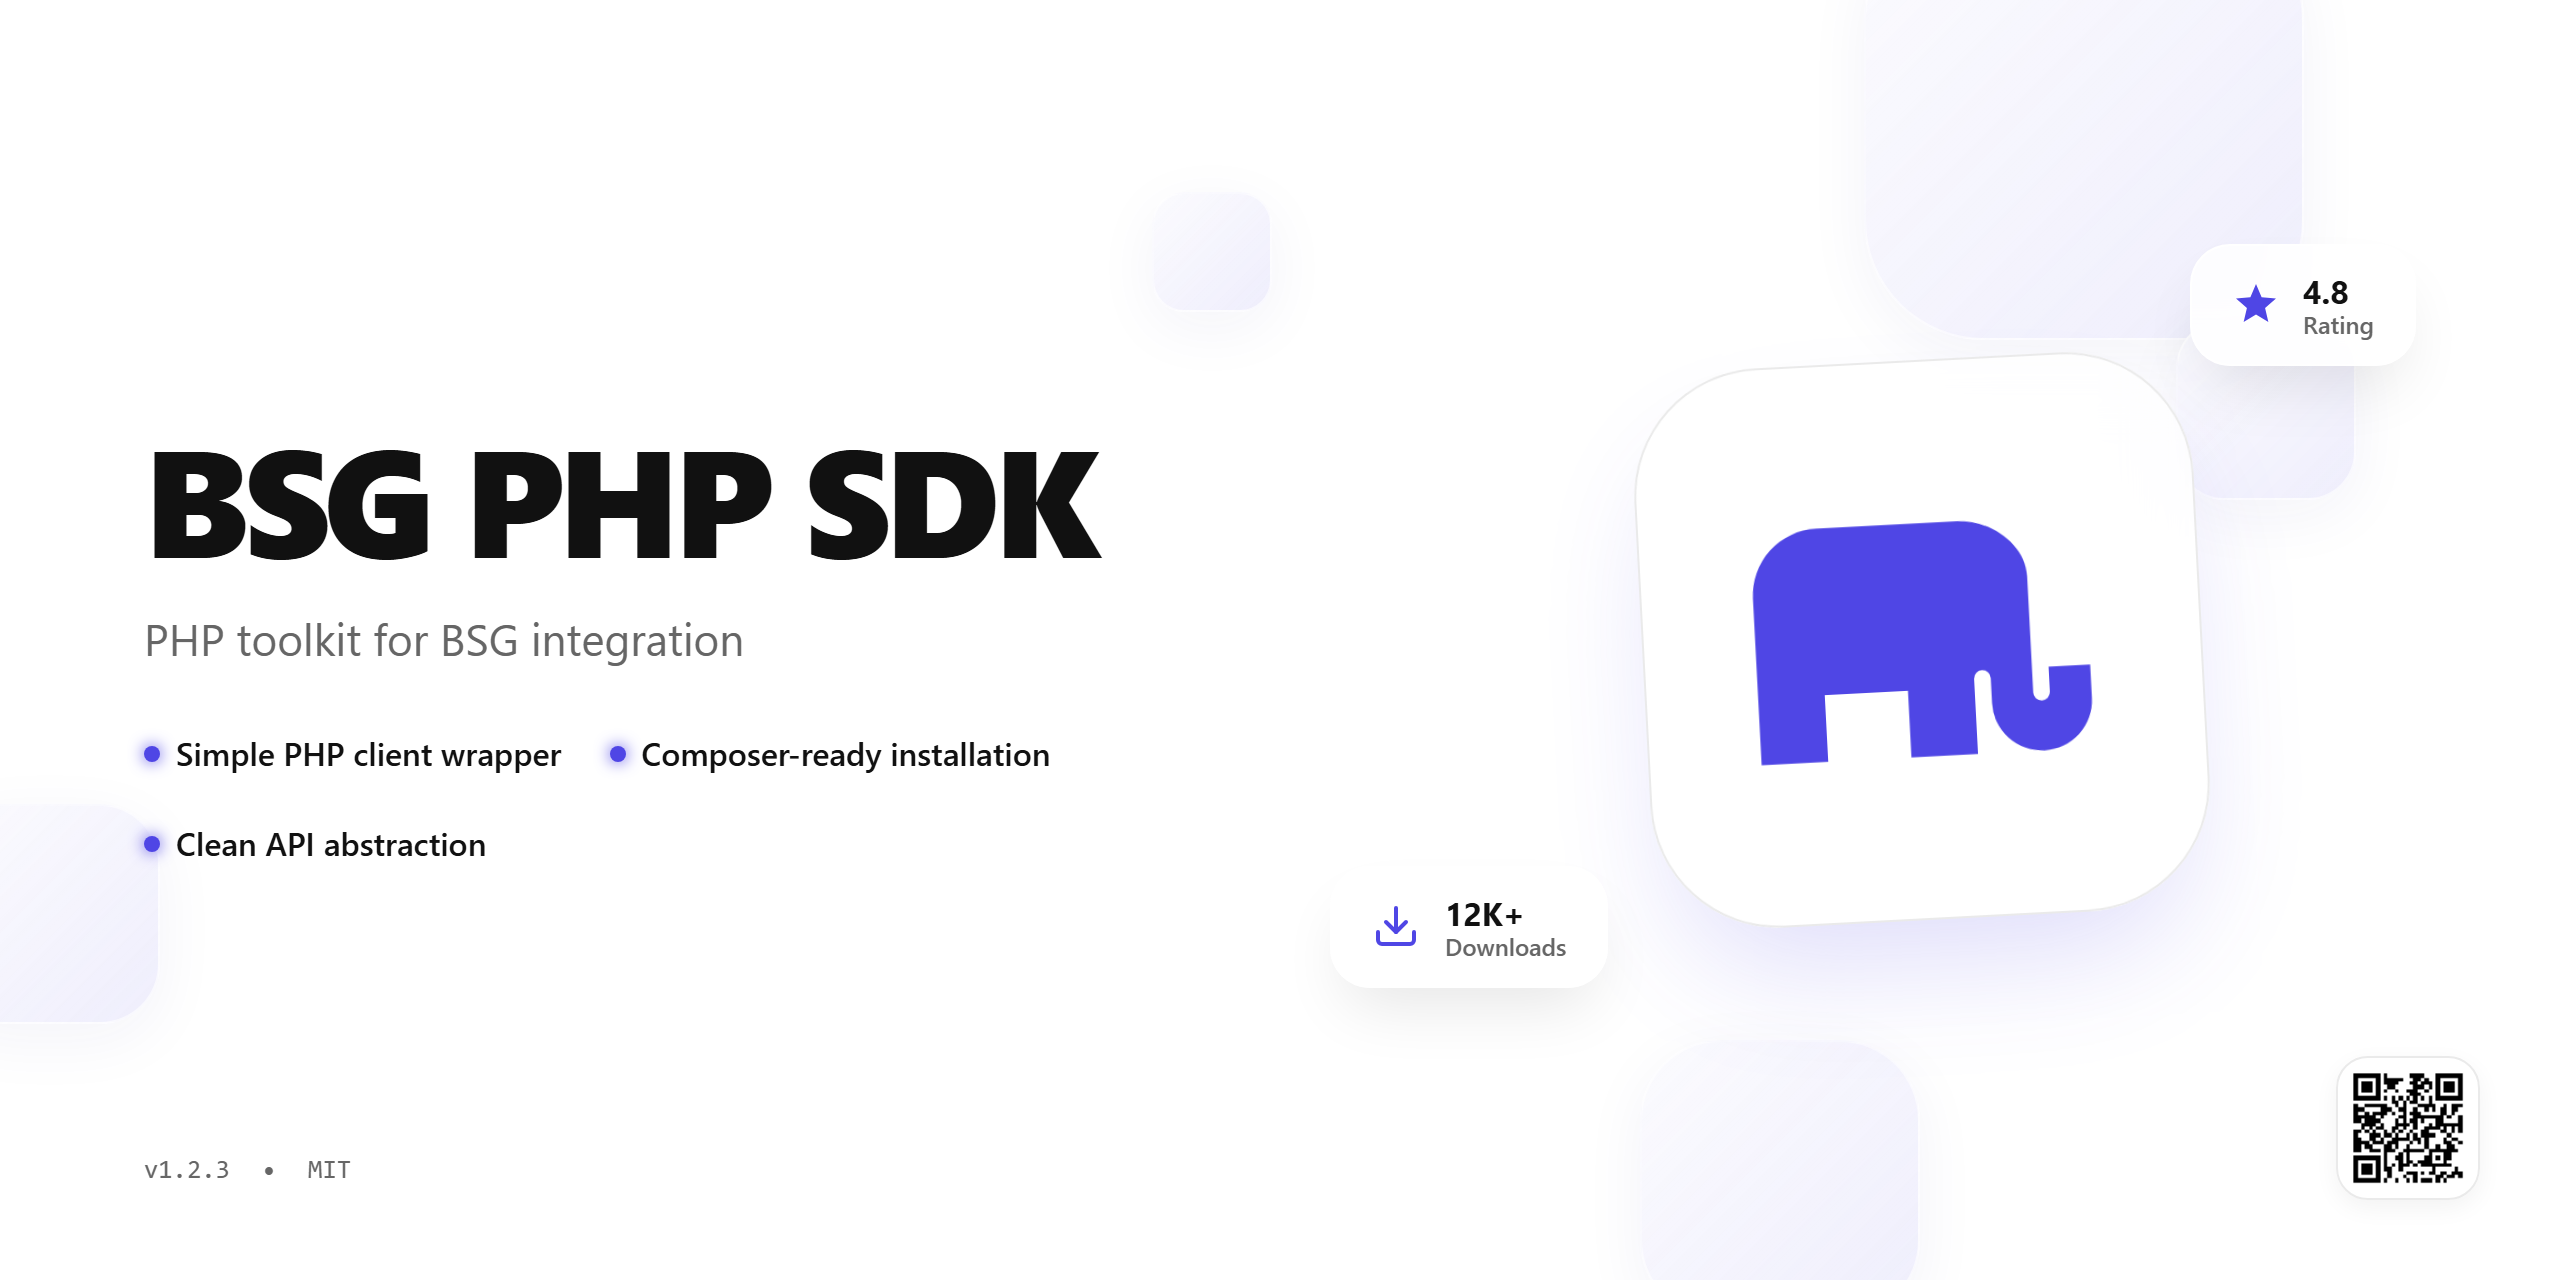 BSG PHP SDK
PHP toolkit for BSG integration
Simple PHP client wrapper
Composer-ready installation
Clean API abstraction
v1.2.3 • MIT
4.8
Rating
12K+
Downloads